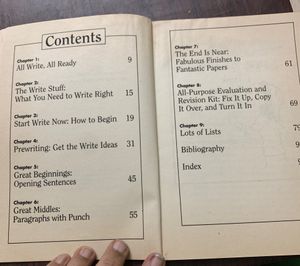 Contents
Chapter 1:
All Write, All Ready 9
Chapter 2:
The Write Stuff:
What You Need to Write Right 15
Chapter 3:
Start Write Now: How to Begin 19
Chapter 4:
Prewriting: Get the Write Ideas 31
Chapter 5:
Great Beginnings:
Opening Sentences 45
Chapter 6:
Great Middles:
Paragraphs with Punch 55
Chapter 7:
The End Is Near:
Fabulous Finishes to
Fantastic Papers 61
Chapter 8:
All-Purpose Evaluation and
Revision Kit: Fix It Up, Copy
It Over, and Turn It In 69
Chapter 9:
Lots of Lists 79
Bibliography
Index